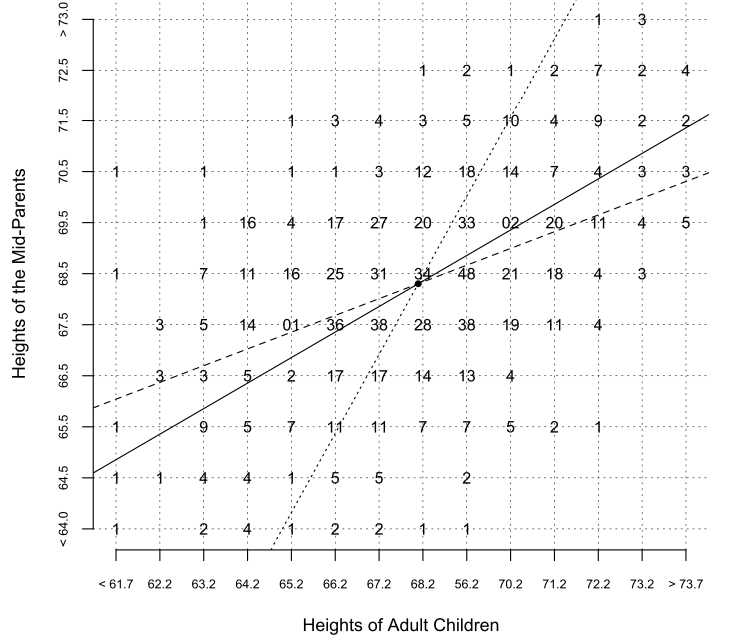 Heights of the Mid-Parents
> 73.0 1 3
72.5 1 2 1 2 7 2 4
71.5 1 3 4 3 5 10 4 9 2 2
70.5 1 1 1 1 3 12 18 14 7 4 3 3
69.5 1 16 4 17 27 20 33 02 20 11 4 5
68.5 1 7 11 16 25 31 34 48 21 18 4 3
67.5 3 5 14 01 36 38 28 38 19 11 4
66.5 3 3 5 2 17 17 14 13 4
65.5 1 9 5 7 11 11 7 7 5 2 1
64.5 1 1 4 4 1 5 5 2
< 64.0 1 2 4 1 2 2 1 1
< 61.7 62.2 63.2 64.2 65.2 66.2 67.2 68.2 56.2 70.2 71.2 72.2 73.2 > 73.7
Heights of Adult Children